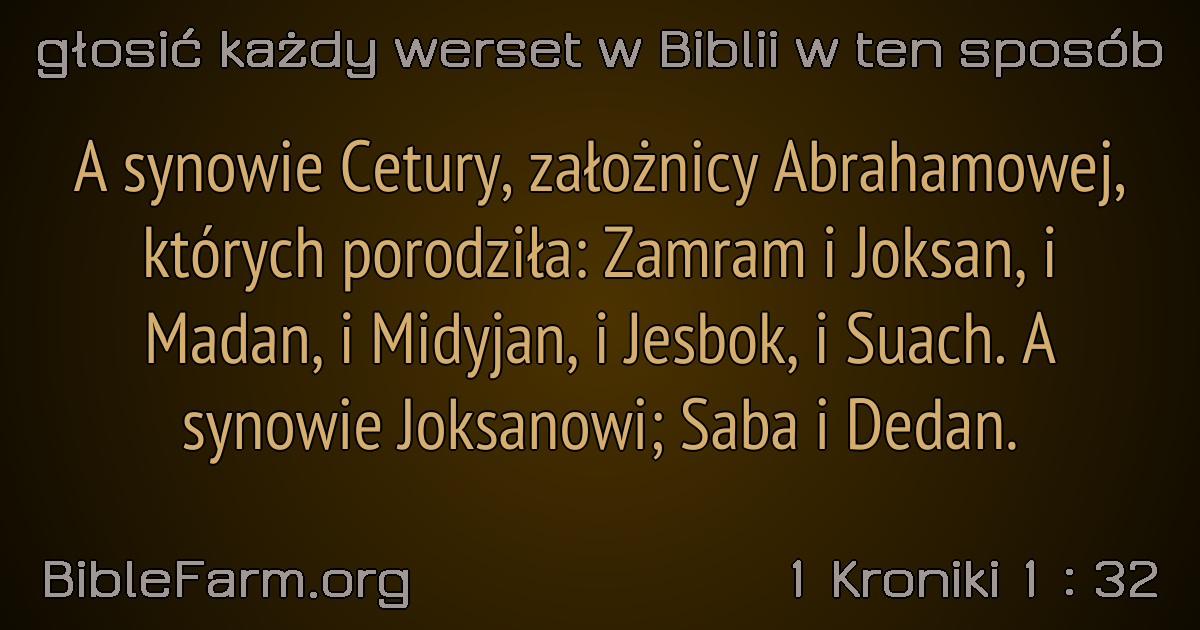 głosić każdy werset w Biblii w ten sposób
A synowie Cetury, założnicy Abrahamowej,
których porodziła: Zamram i Joksan, i
Madan, i Midyjan, i Jesbok, i Suach. A
synowie Joksanowi; Saba i Dedan.
BibleFarm.org
1 Kroniki 1 : 32